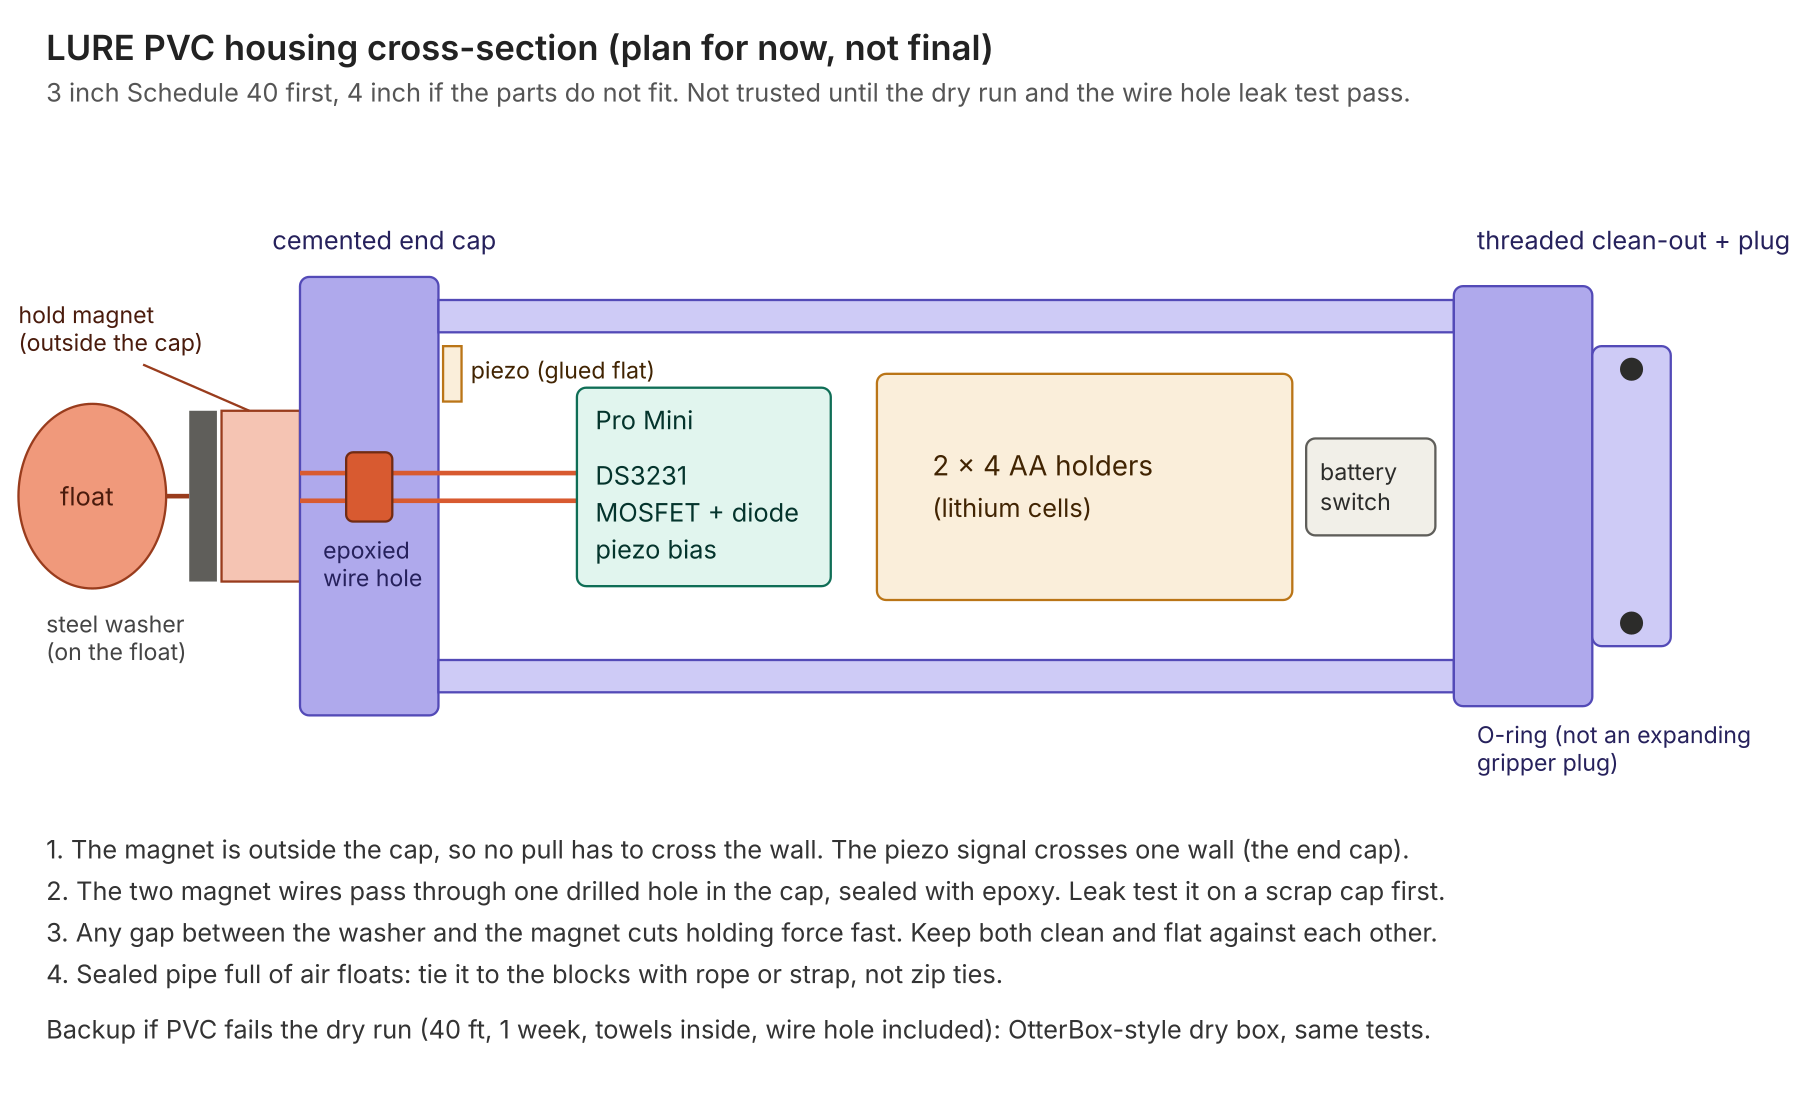 LURE PVC housing cross-section (plan for now, not final)
3 inch Schedule 40 first, 4 inch if the parts do not fit. Not trusted until the dry run and the wire hole leak test pass.
cemented end cap
threaded clean-out + plug
hold magnet
(outside the cap)
piezo (glued flat)
Pro Mini
DS3231
MOSFET + diode
piezo bias
2 × 4 AA holders
(lithium cells)
battery
switch
float
epoxied
wire hole
steel washer
(on the float)
O-ring (not an expanding
gripper plug)
1. The magnet is outside the cap, so no pull has to cross the wall. The piezo signal crosses one wall (the end cap).
2. The two magnet wires pass through one drilled hole in the cap, sealed with epoxy. Leak test it on a scrap cap first.
3. Any gap between the washer and the magnet cuts holding force fast. Keep both clean and flat against each other.
4. Sealed pipe full of air floats: tie it to the blocks with rope or strap, not zip ties.
Backup if PVC fails the dry run (40 ft, 1 week, towels inside, wire hole included): OtterBox-style dry box, same tests.